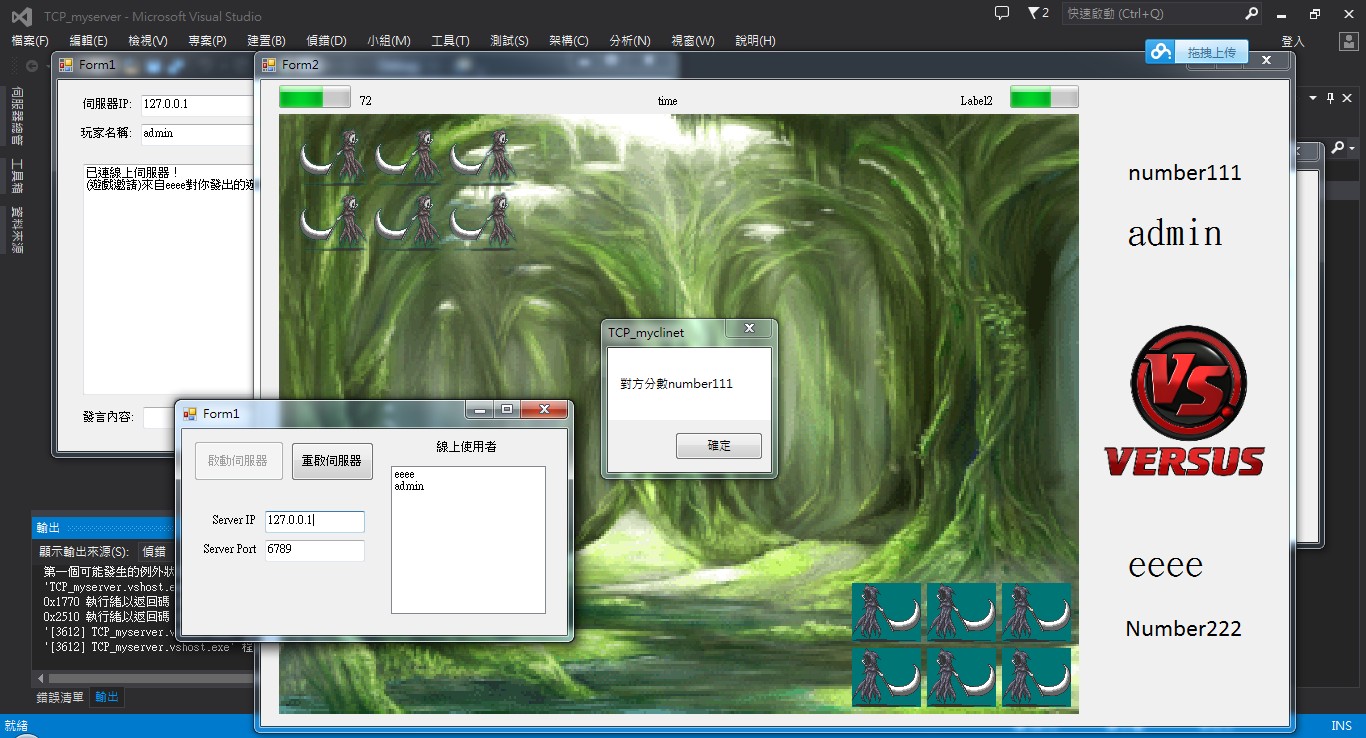 TCP_myserver - Microsoft Visual Studio
2
快速啟動 (Ctrl+Q)
檔案(F) 編輯(E) 檢視(V) 專案(P) 建置(B) 偵錯(D) 小組(M) 工具(T) 測試(S) 架構(C) 分析(N) 視窗(W) 說明(H)
登入
拖拽上传
伺服器總管
工具箱
資料來源
Form1
伺服器IP: 127.0.0.1
玩家名稱: admin
已連線上伺服器！
(遊戲邀請)來自eeee對你發出的遊
發言內容:
Form2
72
time
Label2
number111
admin
VS.
VERSUS
eeee
Number222
TCP_myclinet
對方分數number111
確定
Form1
啟動伺服器
重啟伺服器
線上使用者
eeee
admin
Server IP 127.0.0.1
Server Port 6789
輸出
顯示輸出來源(S): 偵錯
第一個可能發生的例外狀
'TCP_myserver.vshost.e
0x1770 執行緒以返回碼
0x2510 執行緒以返回碼
'[3612] TCP_myserver.v
'[3612] TCP_myserver.vshost.exe' 程
錯誤清單 輸出
就緒
INS